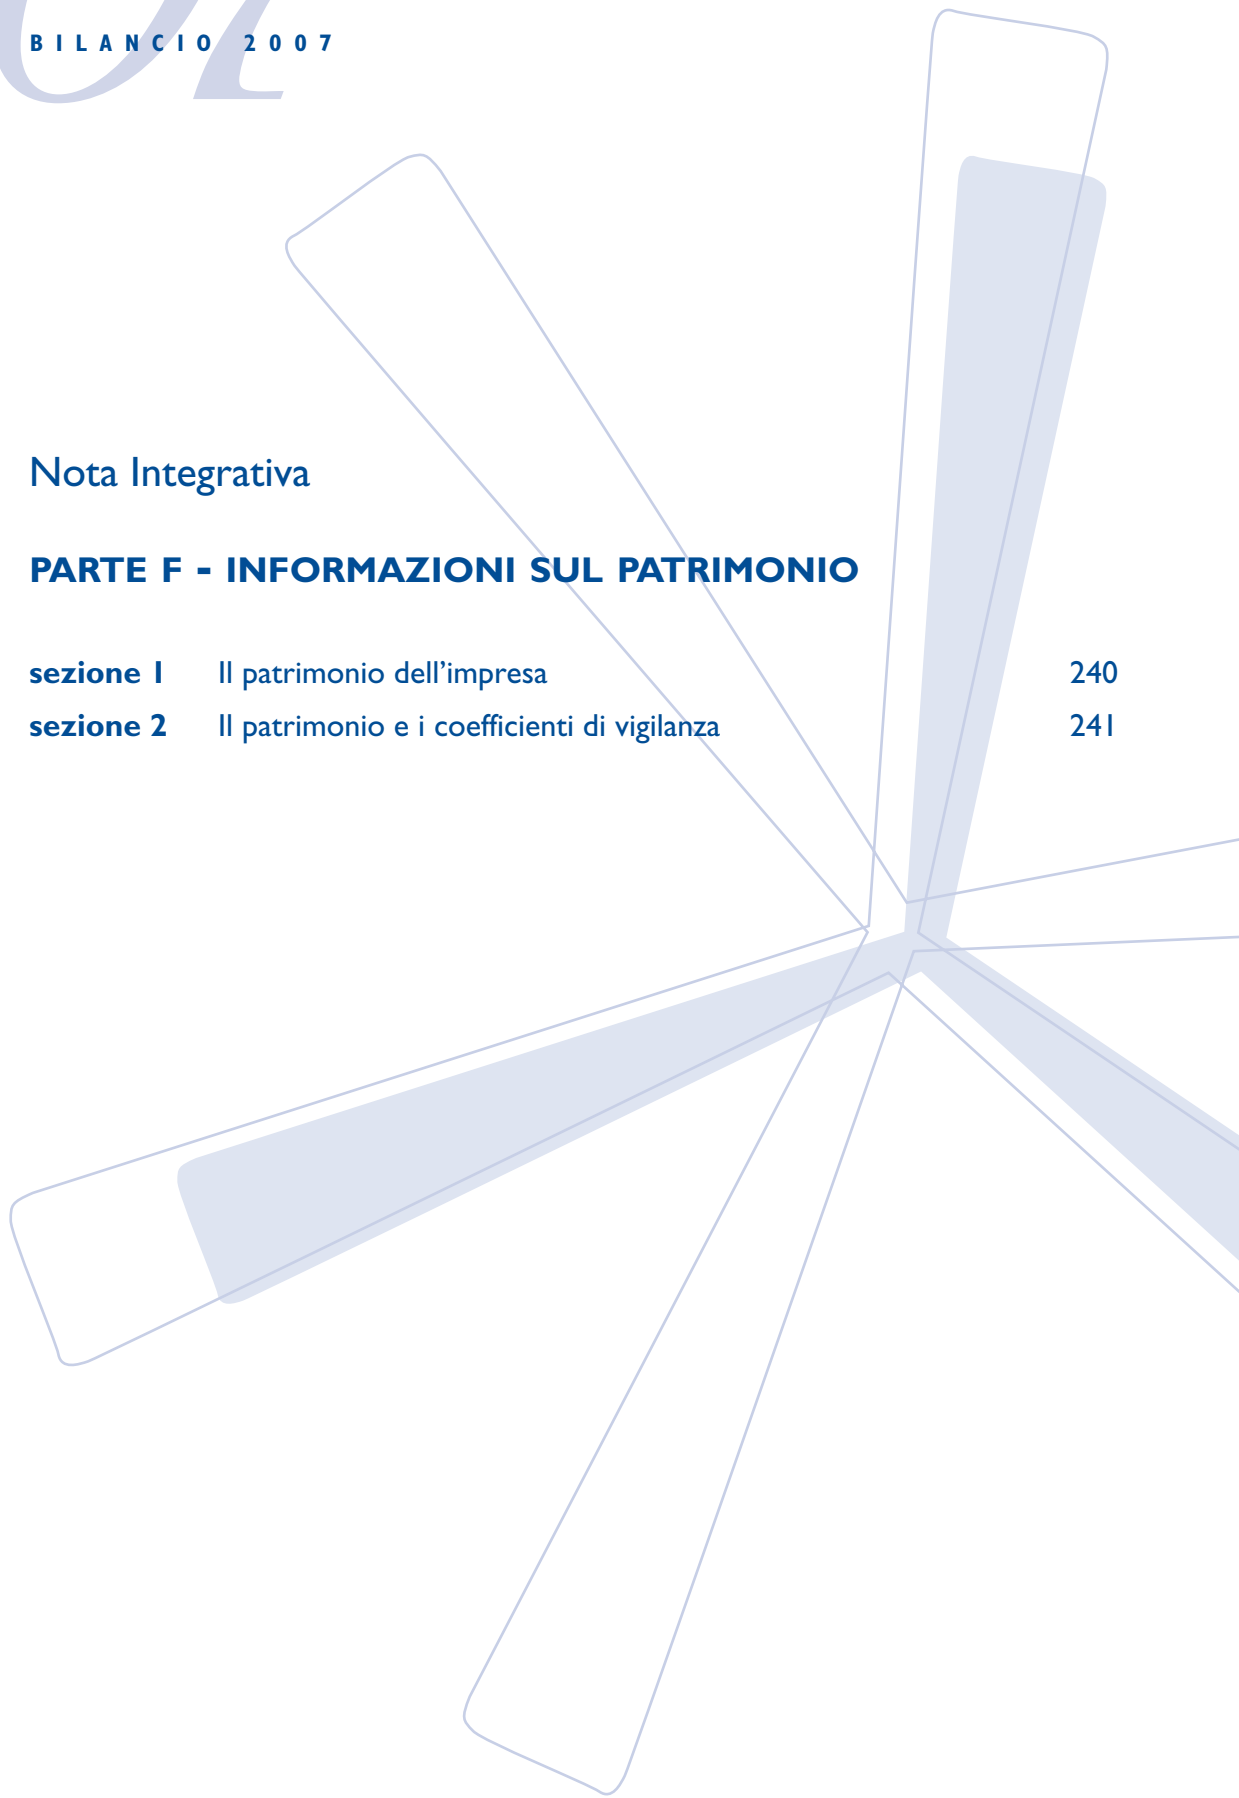 BILANCIO 2007
Nota Integrativa
PARTE F - INFORMAZIONI SUL PATRIMONIO
sezione 1 Il patrimonio dell’impresa 240
sezione 2 Il patrimonio e i coefficienti di vigilanza 241